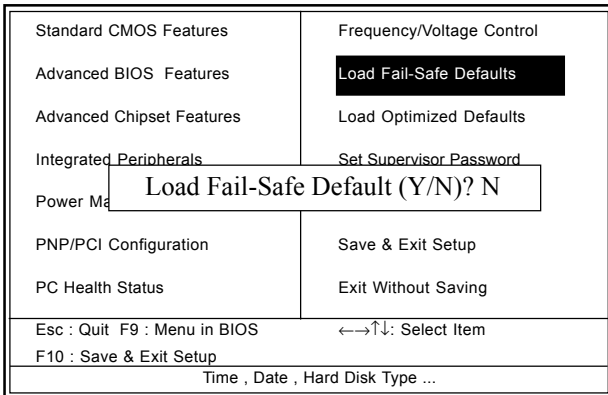 Standard CMOS Features
Advanced BIOS Features
Advanced Chipset Features
Integrated Peripherals
Power Ma
PNP/PCI Configuration
PC Health Status
Frequency/Voltage Control
Load Fail-Safe Defaults
Load Optimized Defaults
Set Supervisor Password
Save & Exit Setup
Exit Without Saving
Load Fail-Safe Default (Y/N)? N
Esc : Quit F9 : Menu in BIOS
←→↑↓: Select Item
F10 : Save & Exit Setup
Time , Date , Hard Disk Type ...